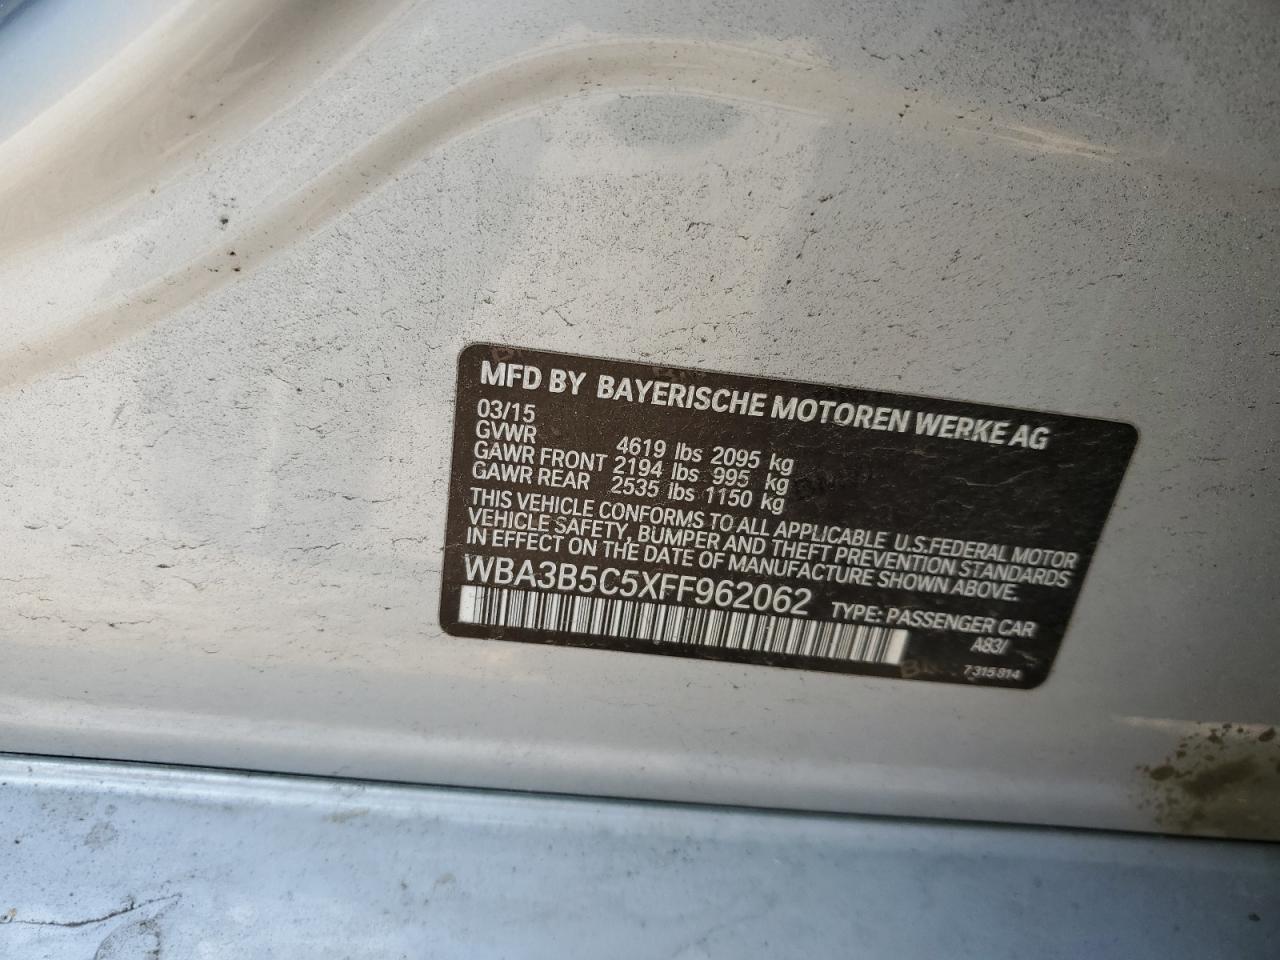 MFD BY BAYERISCHE MOTOREN WERKE AG
03/15
GVWR 4619 lbs 2095 kg
GAWR FRONT 2194 lbs 995 kg
GAWR REAR 2535 lbs 1150 kg
THIS VEHICLE CONFORMS TO ALL APPLICABLE U.S.FEDERAL MOTOR
VEHICLE SAFETY, BUMPER AND THEFT PREVENTION STANDARDS
IN EFFECT ON THE DATE OF MANUFACTURE SHOWN ABOVE.
WBA3B5C5XFF962062 TYPE: PASSENGER CAR
A83/
7 315 814